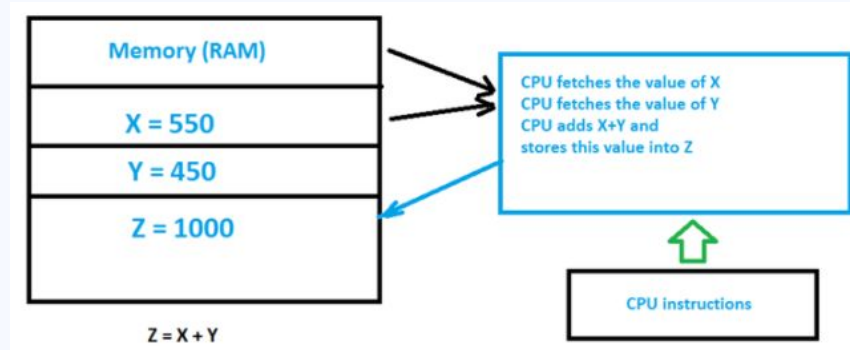 Memory (RAM)
X = 550
Y = 450
Z = 1000
Z = X + Y
CPU fetches the value of X
CPU fetches the value of Y
CPU adds X+Y and
stores this value into Z
CPU instructions